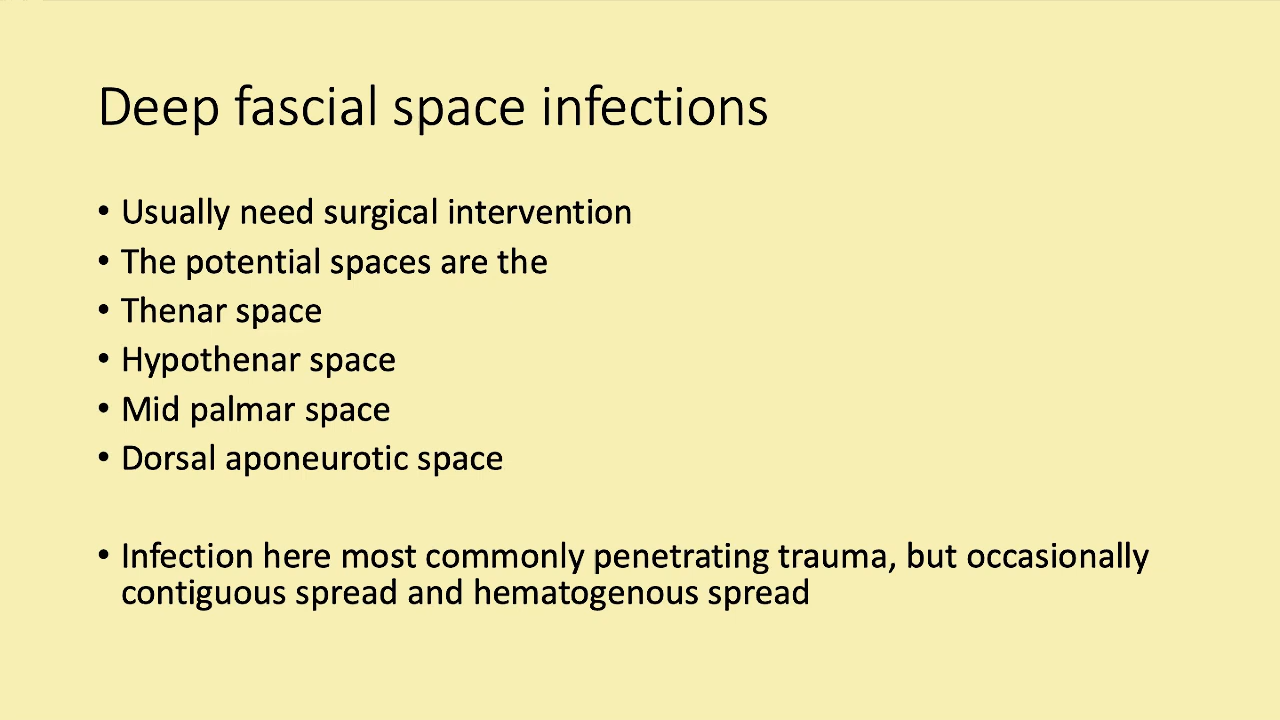 Deep fascial space infections
• Usually need surgical intervention
• The potential spaces are the
• Thenar space
• Hypothenar space
• Mid palmar space
• Dorsal aponeurotic space
• Infection here most commonly penetrating trauma, but occasionally
contiguous spread and hematogenous spread